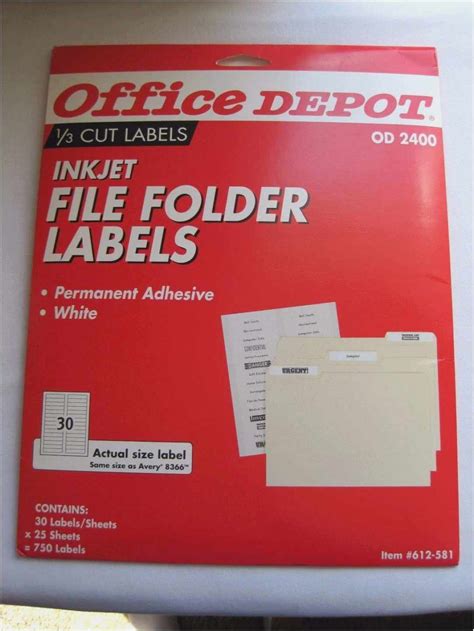 Office DEPOT®
1/3 CUT LABELS
OD 2400
INKJET
FILE FOLDER
LABELS
• Permanent Adhesive
• White
CONFIDENTIAL
URGENT!
30
Actual size label
Same size as Avery® 8366™
CONTAINS:
30 Labels/Sheets
x 25 Sheets
= 750 Labels
Item #612-581